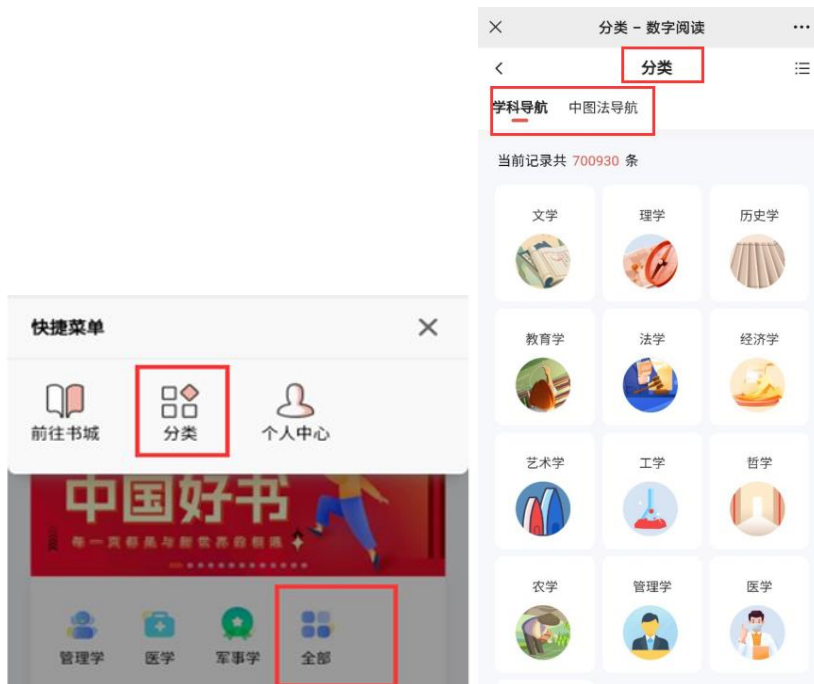 快捷菜单
前往书城
分类
个人中心
中国好书
管理学
医学
军事学
全部
分类 – 数字阅读
分类
学科导航 中图法导航
当前记录共 700930 条
文学 理学 历史学
教育学 法学 经济学
艺术学 工学 哲学
农学 管理学 医学